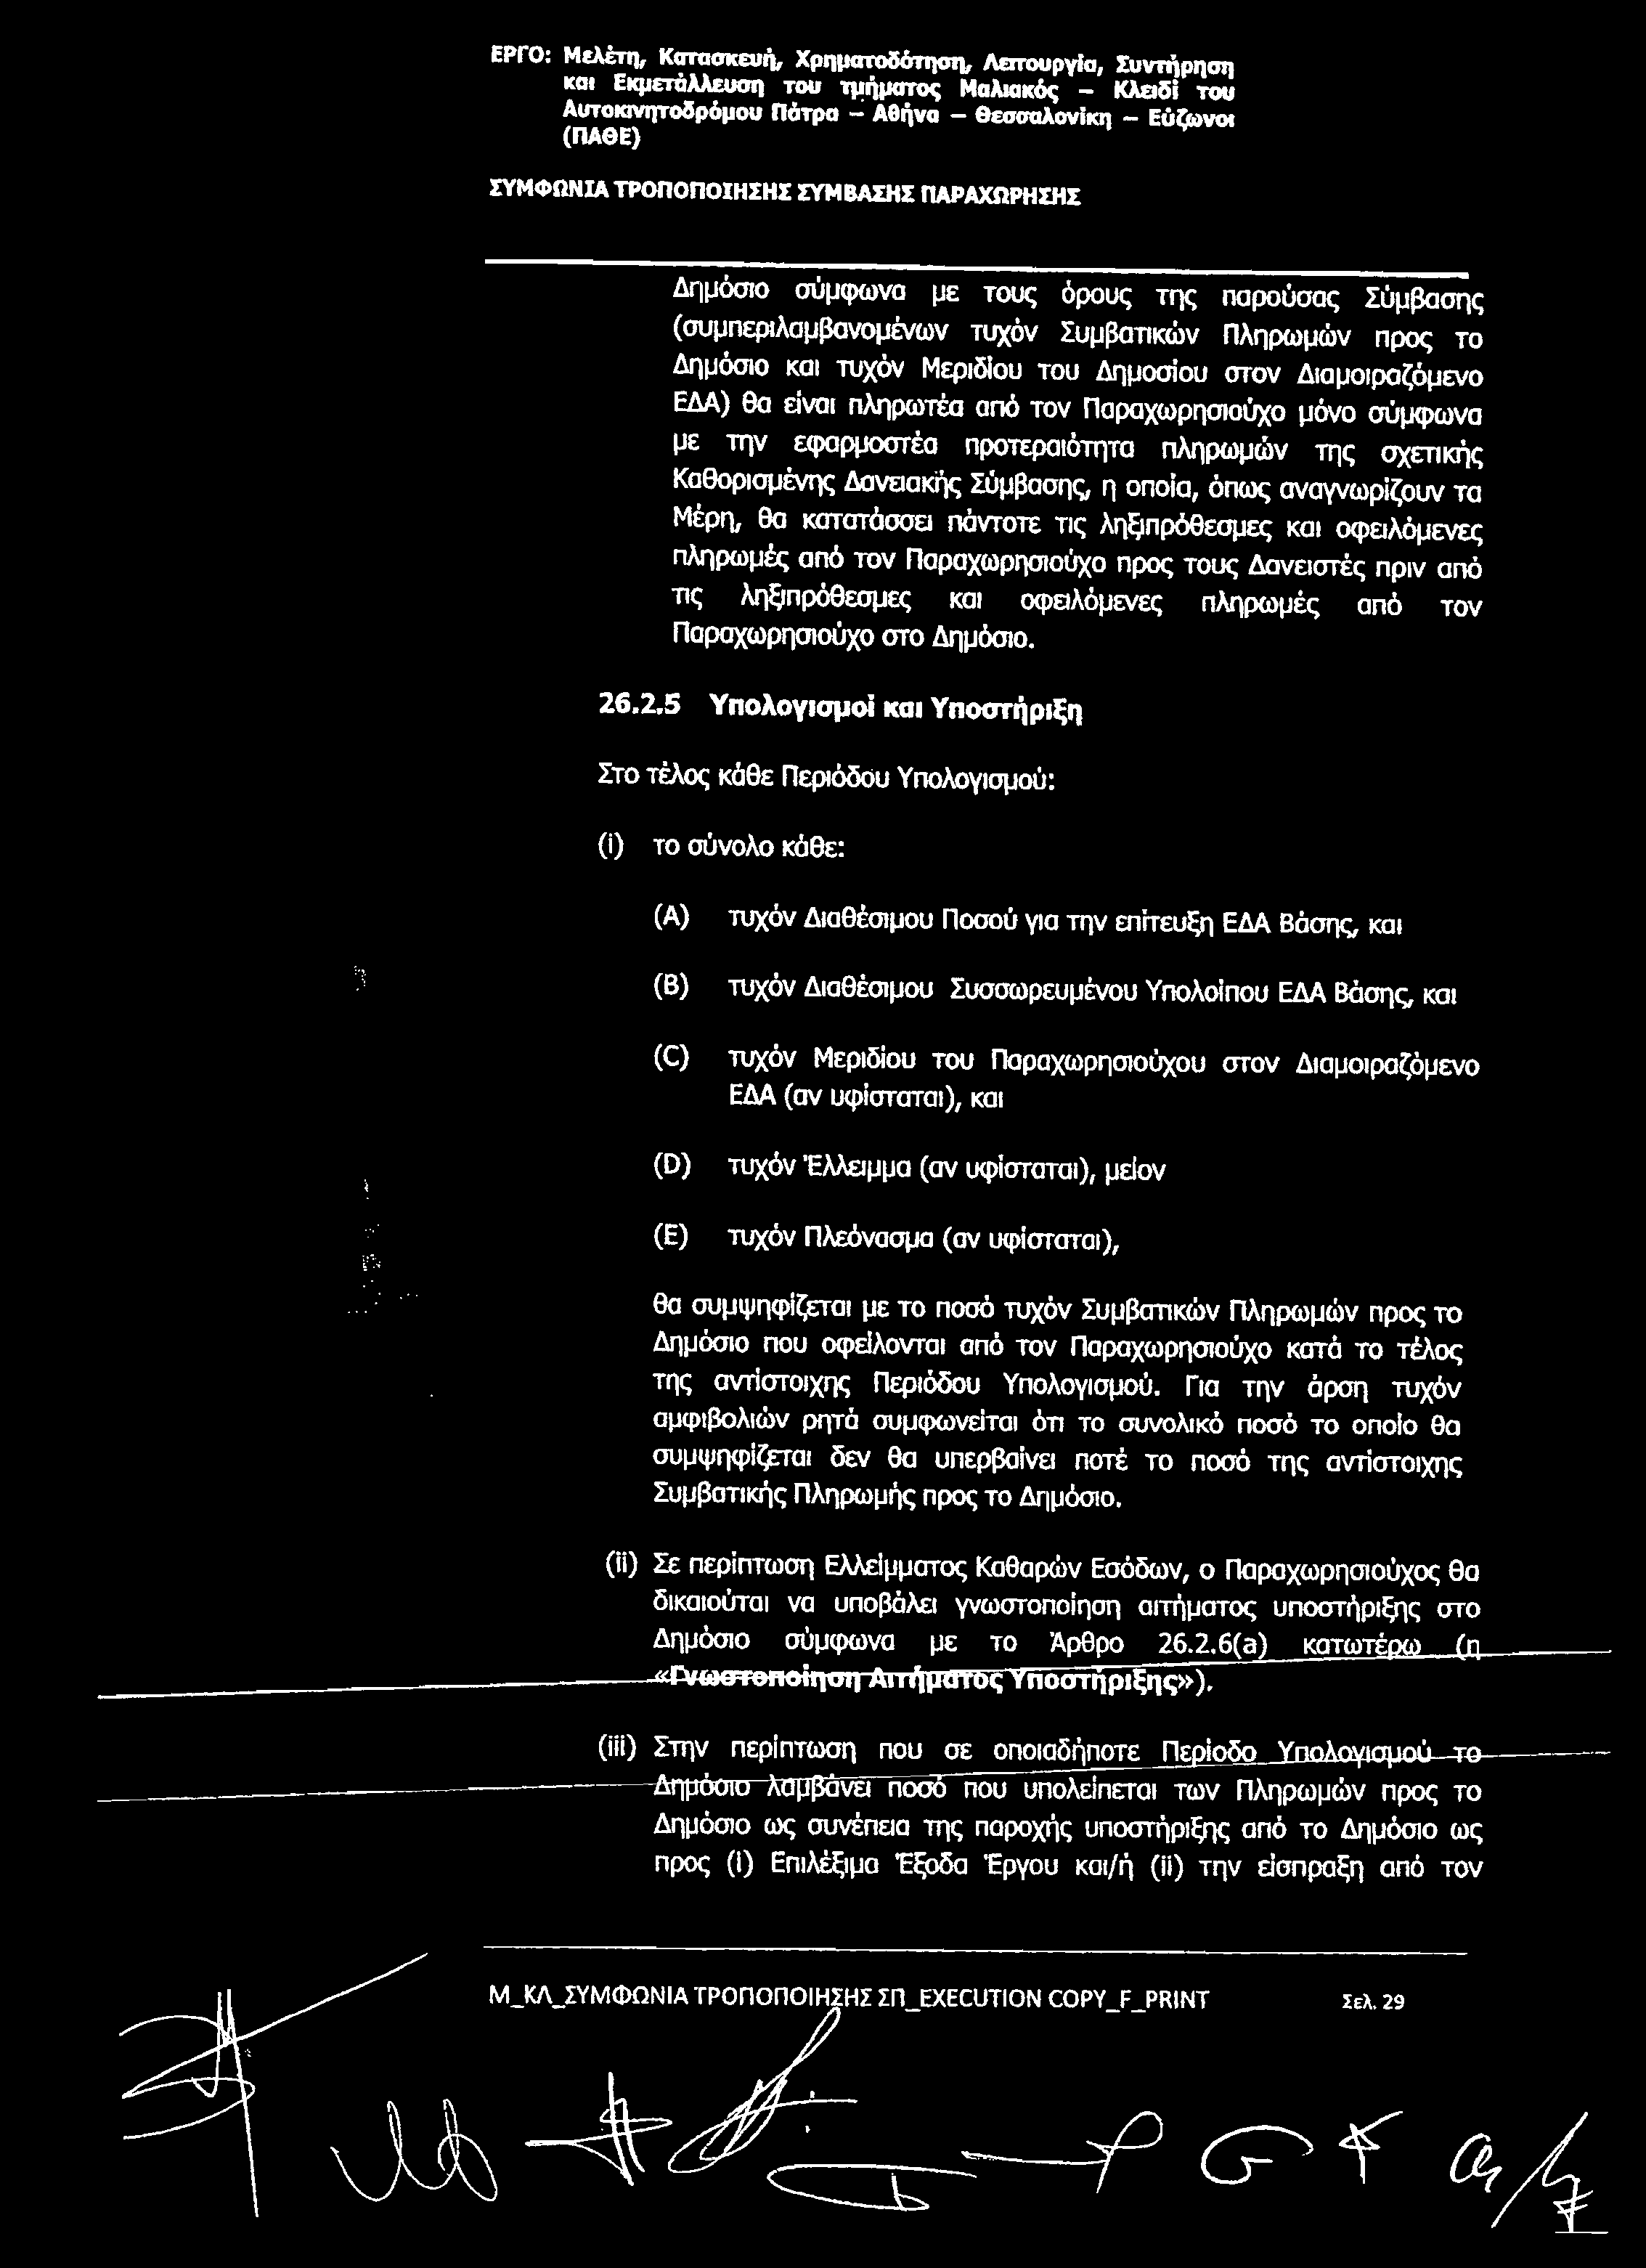 ΕΡΓΟ: Μελέτη, Κατασκευή, Χρηματοδότηση, Λειτουργία, Συντήρηση
και Εκμετάλλευση του τμήματος Μαλιακός – Κλειδί του
Αυτοκινητοδρόμου Πάτρα – Αθήνα – Θεσσαλονίκη – Εύζωνοι
(ΠΑΘΕ)
ΣΥΜΦΩΝΙΑ ΤΡΟΠΟΠΟΙΗΣΗΣ ΣΥΜΒΑΣΗΣ ΠΑΡΑΧΩΡΗΣΗΣ
Δημόσιο σύμφωνα με τους όρους της παρούσας Σύμβασης
(συμπεριλαμβανομένων τυχόν Συμβατικών Πληρωμών προς το
Δημόσιο και τυχόν Μεριδίου του Δημοσίου στον Διαμοιραζόμενο
ΕΔΑ) θα είναι πληρωτέα από τον Παραχωρησιούχο μόνο σύμφωνα
με την εφαρμοστέα προτεραιότητα πληρωμών της σχετικής
Καθορισμένης Δανειακής Σύμβασης, η οποία, όπως αναγνωρίζουν τα
Μέρη, θα κατατάσσει πάντοτε τις ληξιπρόθεσμες και οφειλόμενες
πληρωμές από τον Παραχωρησιούχο προς τους Δανειστές πριν από
τις ληξιπρόθεσμες και οφειλόμενες πληρωμές από τον
Παραχωρησιούχο στο Δημόσιο.
26.2.5 Υπολογισμοί και Υποστήριξη
Στο τέλος κάθε Περιόδου Υπολογισμού:
(i) το σύνολο κάθε:
(A) τυχόν Διαθέσιμου Ποσού για την επίτευξη ΕΔΑ Βάσης, και
(B) τυχόν Διαθέσιμου Συσσωρευμένου Υπολοίπου ΕΔΑ Βάσης, και
(C) τυχόν Μεριδίου του Παραχωρησιούχου στον Διαμοιραζόμενο
ΕΔΑ (αν υφίσταται), και
(D) τυχόν Έλλειμμα (αν υφίσταται), μείον
(E) τυχόν Πλεόνασμα (αν υφίσταται),
θα συμψηφίζεται με το ποσό τυχόν Συμβατικών Πληρωμών προς το
Δημόσιο που οφείλονται από τον Παραχωρησιούχο κατά το τέλος
της αντίστοιχης Περιόδου Υπολογισμού. Για την άρση τυχόν
αμφιβολιών ρητά συμφωνείται ότι το συνολικό ποσό το οποίο θα
συμψηφίζεται δεν θα υπερβαίνει ποτέ το ποσό της αντίστοιχης
Συμβατικής Πληρωμής προς το Δημόσιο.
(ii) Σε περίπτωση Ελλείμματος Καθαρών Εσόδων, ο Παραχωρησιούχος θα
δικαιούται να υποβάλει γνωστοποίηση αιτήματος υποστήριξης στο
Δημόσιο σύμφωνα με το Άρθρο 26.2.6(a) κατωτέρω (η
«Γνωστοποίηση Αιτήματος Υποστήριξης»).
(iii) Στην περίπτωση που σε οποιαδήποτε Περίοδο Υπολογισμού το
Δημόσιο λαμβάνει ποσό που υπολείπεται των Πληρωμών προς το
Δημόσιο ως συνέπεια της παροχής υποστήριξης από το Δημόσιο ως
προς (i) Επιλέξιμα Έξοδα Έργου και/ή (ii) την είσπραξη από τον
Μ_ΚΛ_ΣΥΜΦΩΝΙΑ ΤΡΟΠΟΠΟΙΗΣΗΣ ΣΠ_EXECUTION COPY_F_PRINT Σελ. 29